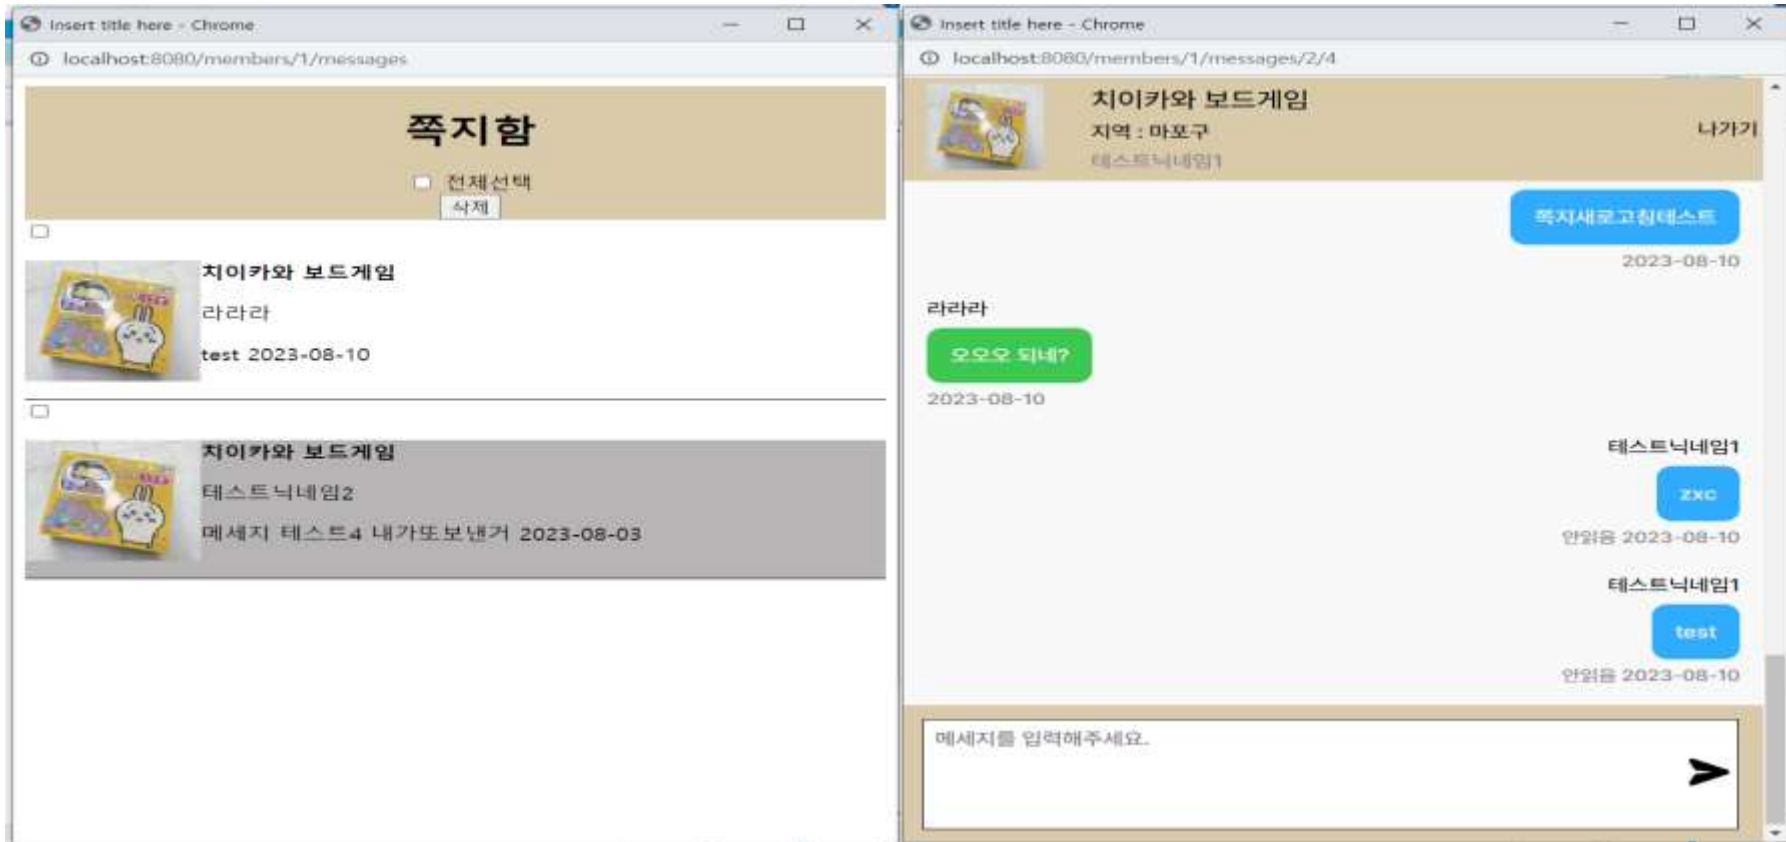 Insert title here - Chrome
localhost:8080/members/1/messages
쪽지함
전체선택
삭제
치이카와 보드게임
라라라
test 2023-08-10
치이카와 보드게임
테스트닉네임2
메세지 테스트4 내가또보낸거 2023-08-03
Insert title here - Chrome
localhost:8080/members/1/messages/2/4
치이카와 보드게임
지역 : 마포구
나가기
테스트닉네임1
쪽지새로고침테스트
2023-08-10
라라라
오오오 되네?
2023-08-10
테스트닉네임1
zxc
안읽음 2023-08-10
테스트닉네임1
test
안읽음 2023-08-10
메세지를 입력해주세요.